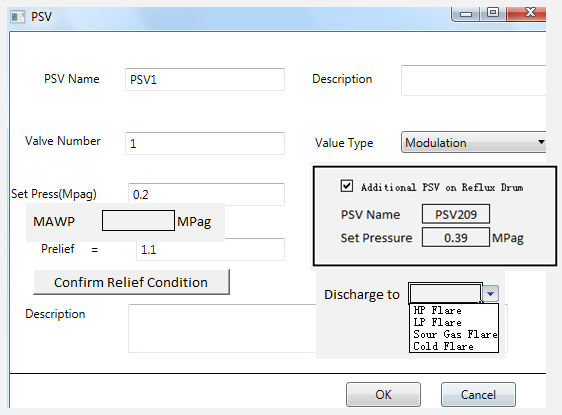 PSV
PSV Name PSV1 Description
Valve Number 1 Value Type Modulation
Set Press(Mpag) 0.2
MAWP MPag
Prelief = 1.1
Additional PSV on Reflux Drum
PSV Name PSV209
Set Pressure 0.39 MPag
Confirm Relief Condition
Discharge to
HP Flare
LP Flare
Sour Gas Flare
Cold Flare
Description
OK Cancel